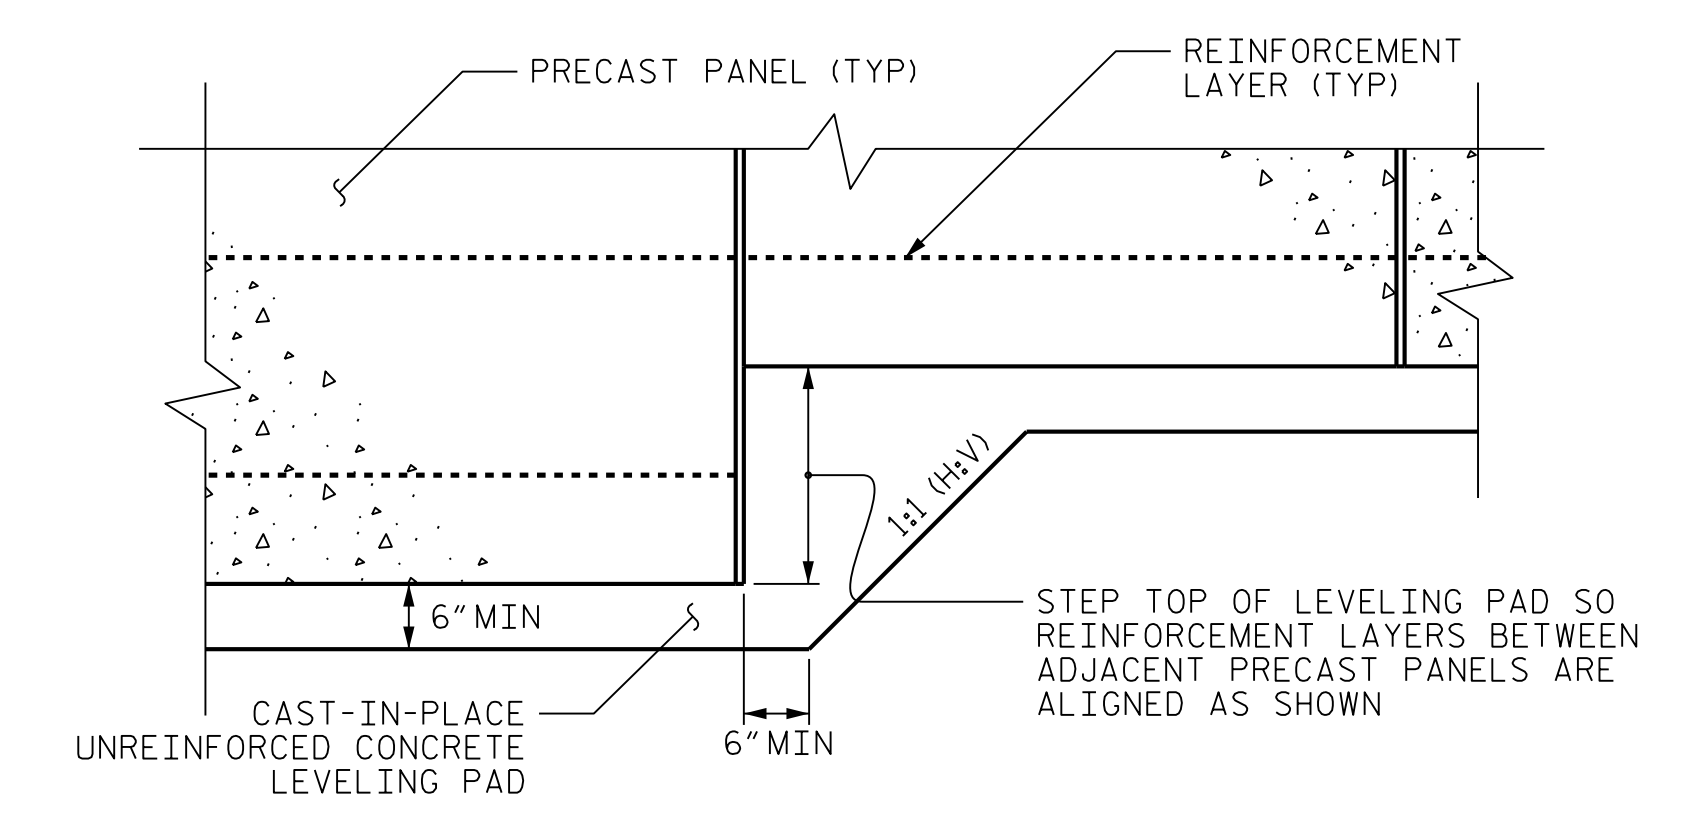 PRECAST PANEL (TYP)
REINFORCEMENT
LAYER (TYP)
1:1 (H:V)
6" MIN
STEP TOP OF LEVELING PAD SO
REINFORCEMENT LAYERS BETWEEN
ADJACENT PRECAST PANELS ARE
ALIGNED AS SHOWN
CAST-IN-PLACE
UNREINFORCED CONCRETE
LEVELING PAD
6" MIN